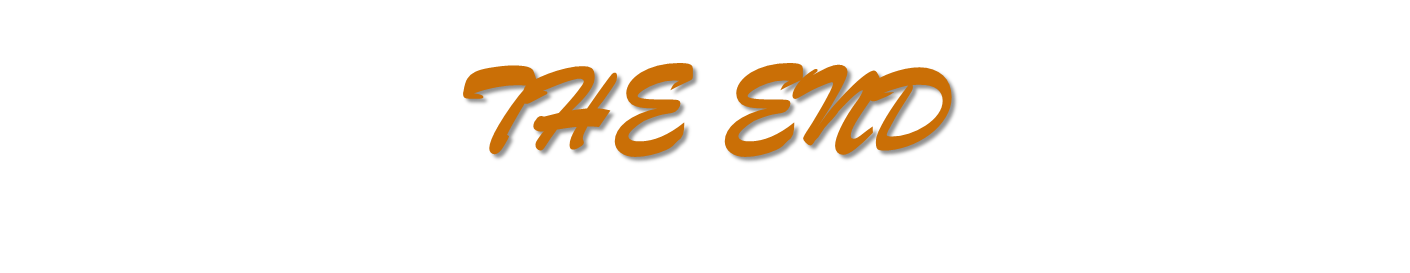 THE END